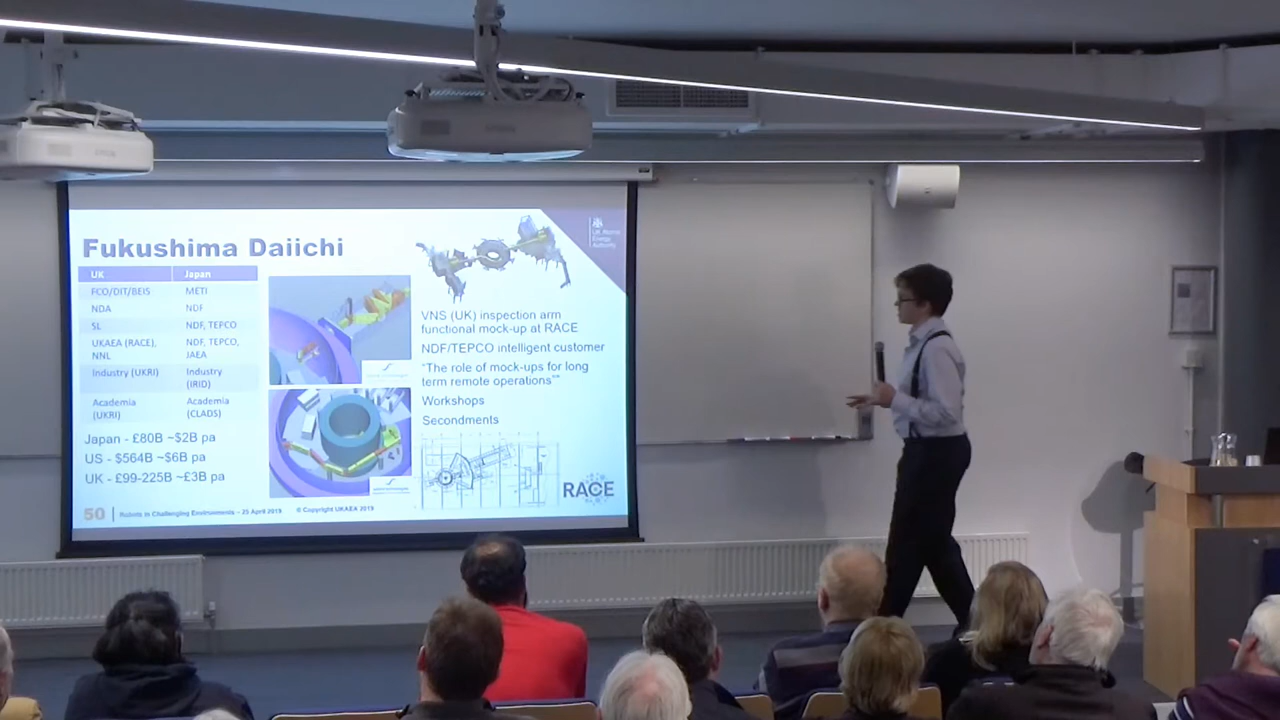 Fukushima Daiichi
UK Japan
FCO/DIT/BEIS METI
NDA NDF
SL NDF, TEPCO
UKAEA (RACE), NDF, TEPCO,
NNL JAEA
Industry (UKRI) Industry
(IRID)
Academia Academia
(UKRI) (CLADS)
Japan - £80B ~$2B pa
US - $564B ~$6B pa
UK - £99-225B ~£3B pa
UK Atomic
Energy
Authority
VNS (UK) inspection arm
functional mock-up at RACE
NDF/TEPCO intelligent customer
"The role of mock-ups for long
term remote operations""
Workshops
Secondments
RACE
50 Robots in Challenging Environments – 25 April 2019 © Copyright UKAEA 2019